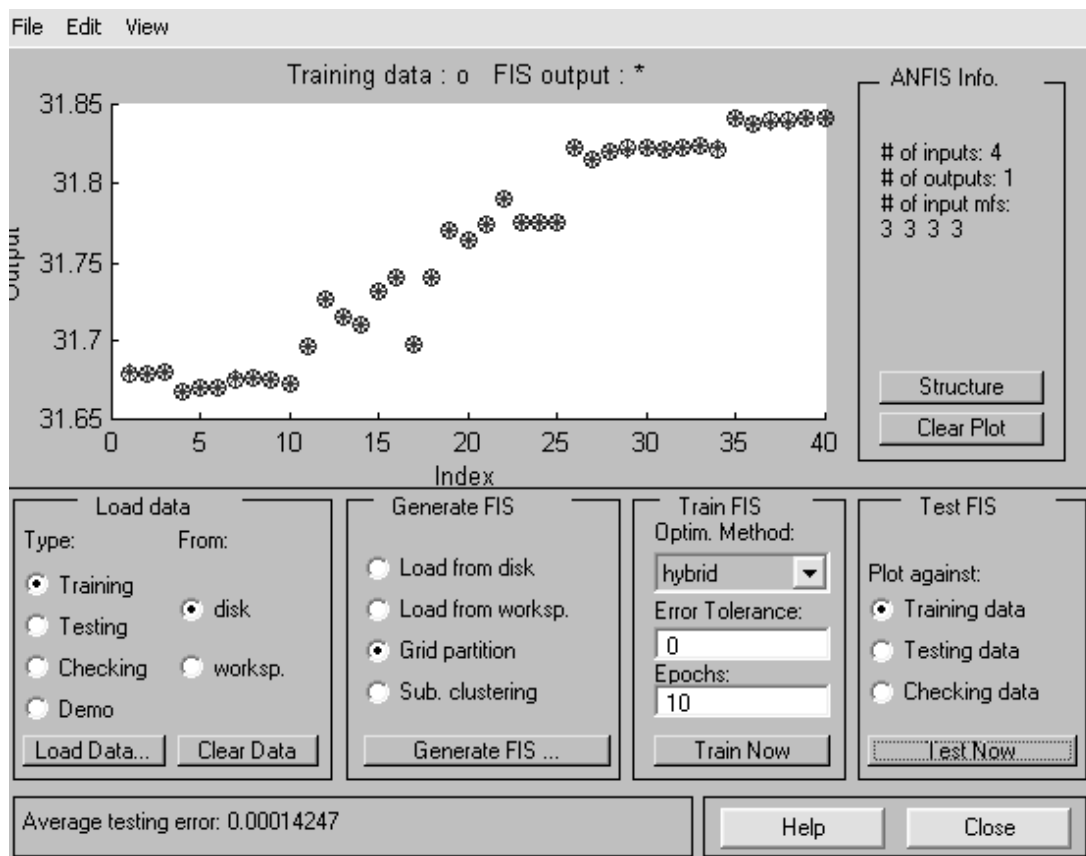 File Edit View
Training data : o FIS output : *
31.85
31.8
31.75
31.7
31.65
Output
0 5 10 15 20 25 30 35 40
Index
ANFIS Info.
# of inputs: 4
# of outputs: 1
# of input mfs:
3 3 3 3
Structure
Clear Plot
Load data
Type: From:
Training
Testing
Checking
Demo
disk
worksp.
Load Data... Clear Data
Generate FIS
Load from disk
Load from worksp.
Grid partition
Sub. clustering
Generate FIS ...
Train FIS
Optim. Method:
hybrid
Error Tolerance:
0
Epochs:
10
Train Now
Test FIS
Plot against:
Training data
Testing data
Checking data
Test Now
Average testing error: 0.00014247
Help Close